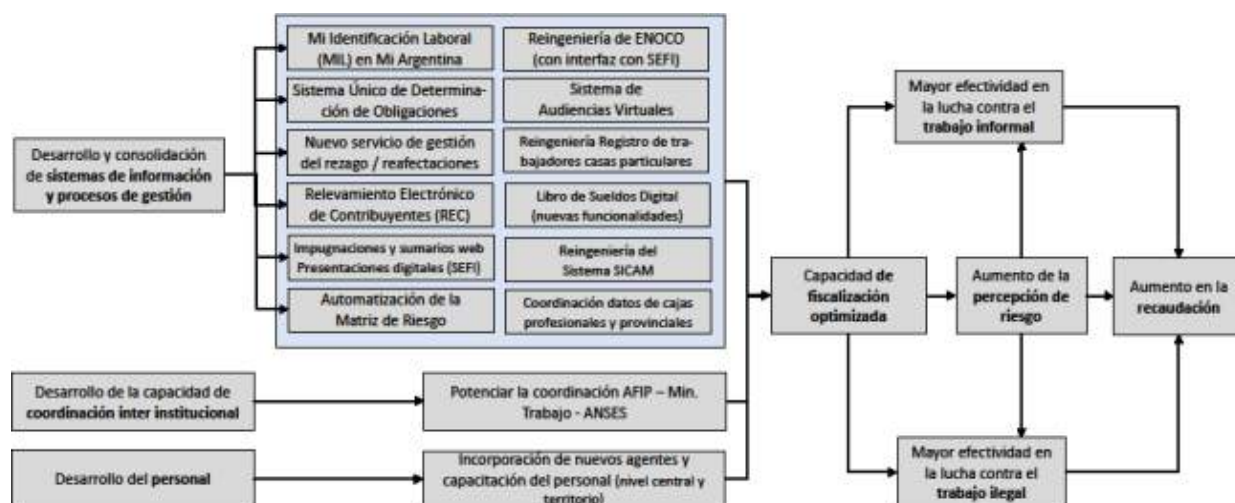 Desarrollo y consolidación
de sistemas de información
y procesos de gestión
Mi Identificación Laboral
(MIL) en Mi Argentina
Reingeniería de ENOCO
(con interfaz con SEFI)
Sistema Único de Determina-
ción de Obligaciones
Sistema de
Audiencias Virtuales
Nuevo servicio de gestión
del rezago / reafectaciones
Reingeniería Registro de tra-
bajadores casas particulares
Relevamiento Electrónico
de Contribuyentes (REC)
Libro de Sueldos Digital
(nuevas funcionalidades)
Impugnaciones y sumarios web
Presentaciones digitales (SEFI)
Reingeniería del
Sistema SICAM
Automatización de la
Matriz de Riesgo
Coordinación datos de cajas
profesionales y provinciales
Desarrollo de la capacidad de
coordinación inter institucional
Potenciar la coordinación AFIP – Min.
Trabajo - ANSES
Desarrollo del personal
Incorporación de nuevos agentes y
capacitación del personal (nivel central y
territorio)
Capacidad de
fiscalización
optimizada
Mayor efectividad en
la lucha contra el
trabajo informal
Aumento de la
percepción de
riesgo
Mayor efectividad en
la lucha contra el
trabajo ilegal
Aumento en la
recaudación